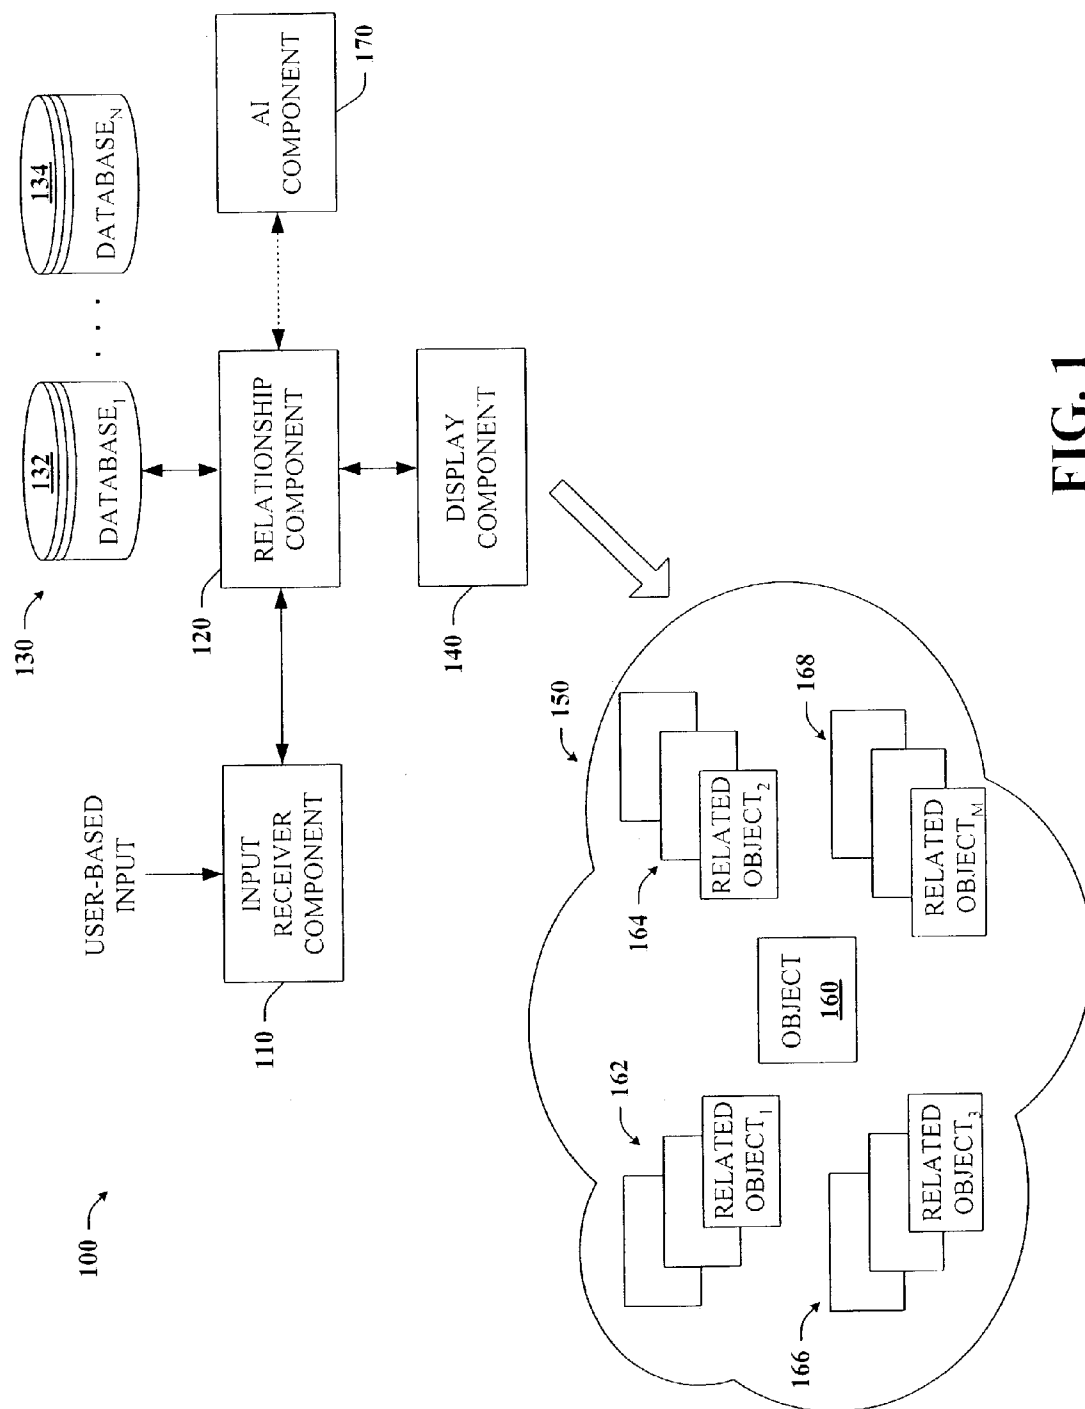 100
130
132
DATABASE1
. . .
134
DATABASEN
USER-BASED
INPUT
120
110
INPUT
RECEIVER
COMPONENT
RELATIONSHIP
COMPONENT
AI
COMPONENT
170
140
DISPLAY
COMPONENT
150
162
RELATED
OBJECT1
164
RELATED
OBJECT2
OBJECT
160
166
RELATED
OBJECT3
168
RELATED
OBJECTM
FIG. 1